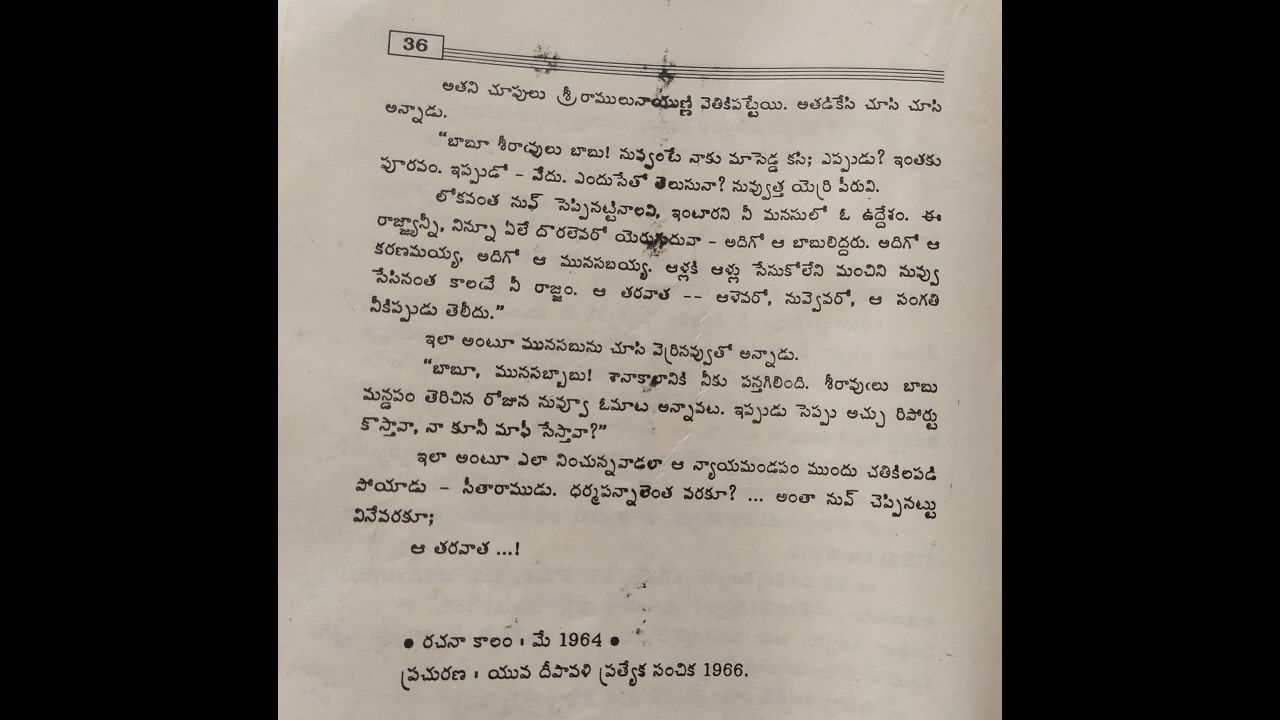 36
అతని చూపులు శ్రీరాములునాయుణ్ణి వెతికిపట్టేయి. అతడికేసి చూసి చూసి
అన్నాడు.
“బాబూ శీరావుఁలు బాబు! నువ్వంటే నాకు మాసెడ్డ కసి; ఎప్పుడు? ఇంతకు
పూరవం. ఇప్పుడో – వేదు. ఎందుసేతో తెలుసునా? నువ్వుత్త యెర్రి పీరువి.
లోకవంత నువ్ సెప్పినట్టినాలవి, ఇంటారని నీ మనసులో ఓ ఉద్దేశం. ఈ
రాజ్జ్యాన్నీ, నిన్నూ ఏలే దొరలెవరో యెరుగుదువా – అదిగో ఆ బాబులిద్దరు. అదిగో ఆ
కరణమయ్య, అదిగో ఆ మునసబయ్య. ఆళ్లకి ఆళ్లు సేసుకోలేని మంచిని నువ్వు
సేసినంత కాలఁవే నీ రాజ్జం. ఆ తరవాత -- ఆళెవరో, నువ్వెవరో, ఆ సంగతి
నీకిప్పుడు తెలీదు.”
ఇలా అంటూ మునసబును చూసి వెర్రినవ్వుతో అన్నాడు.
“బాబూ, మునసబ్బాబు! శానాకాలానికి నీకు పన్తగిలింది. శీరావుఁలు బాబు
మన్డపం తెరిచిన రోజున నువ్వూ ఓమాట అన్నావట. ఇప్పుడు సెప్పు అచ్చు రిపోర్టు
కొస్తావా, నా కూనీ మాఫీ సేస్తావా?”
ఇలా అంటూ ఎలా నించున్నవాడలా ఆ న్యాయమండపం ముందు చతికిలపడి
పోయాడు – సీతారాముడు. ధర్మపన్నాలెంత వరకూ? ... అంతా నువ్ చెప్పినట్టు
వినేవరకూ;
ఆ తరవాత ...!
● రచనా కాలం : మే 1964 ●
ప్రచురణ : యువ దీపావళి ప్రత్యేక సంచిక 1966.